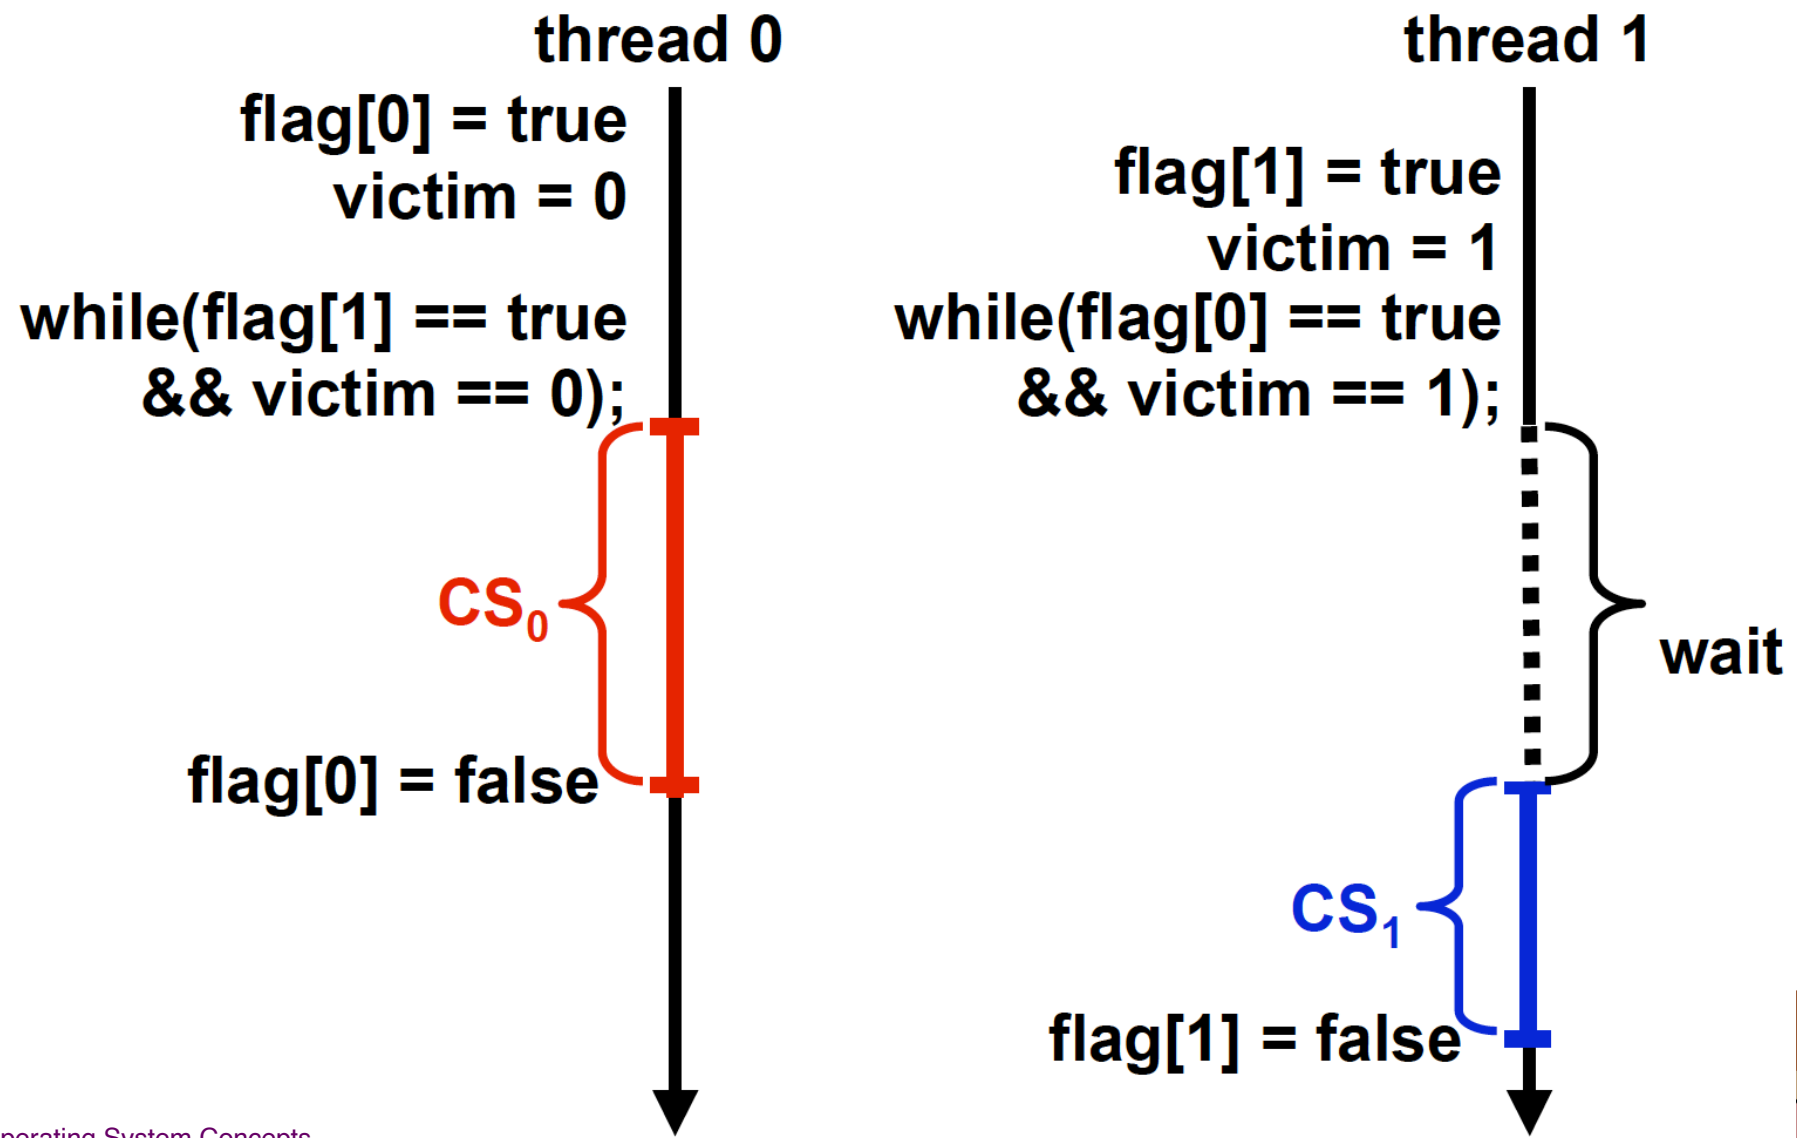 thread 0
flag[0] = true
victim = 0
while(flag[1] == true
&& victim == 0);
CS0
flag[0] = false
thread 1
flag[1] = true
victim = 1
while(flag[0] == true
&& victim == 1);
wait
CS1
flag[1] = false
System Concepts